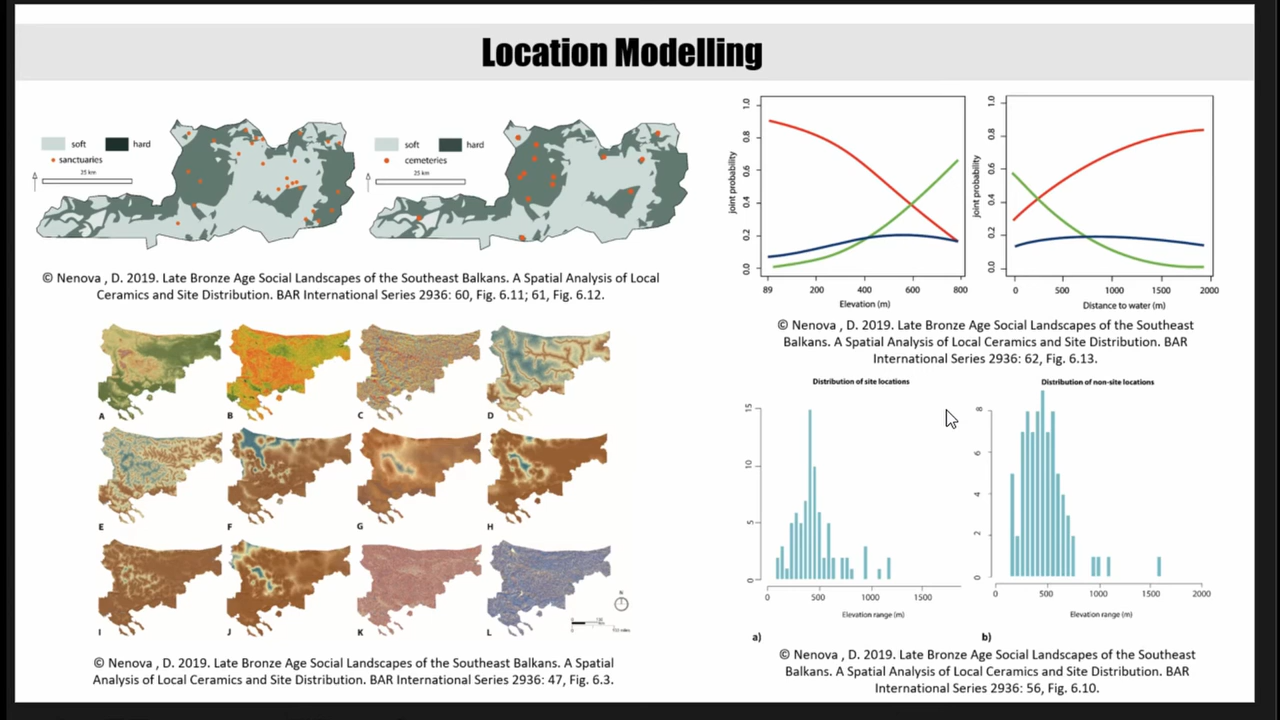 Location Modelling
soft
hard
sanctuaries
25 km
soft
hard
cemeteries
25 km
© Nenova , D. 2019. Late Bronze Age Social Landscapes of the Southeast Balkans. A Spatial Analysis of Local
Ceramics and Site Distribution. BAR International Series 2936: 60, Fig. 6.11; 61, Fig. 6.12.
A
B
C
D
E
F
G
H
I
J
K
L
N
© Nenova , D. 2019. Late Bronze Age Social Landscapes of the Southeast Balkans. A Spatial
Analysis of Local Ceramics and Site Distribution. BAR International Series 2936: 47, Fig. 6.3.
joint probability
1.0
0.8
0.6
0.4
0.2
0.0
89
200
400
600
800
Elevation (m)
joint probability
1.0
0.8
0.6
0.4
0.2
0.0
0
500
1000
1500
2000
Distance to water (m)
© Nenova , D. 2019. Late Bronze Age Social Landscapes of the Southeast
Balkans. A Spatial Analysis of Local Ceramics and Site Distribution. BAR
International Series 2936: 62, Fig. 6.13.
Distribution of site locations
15
10
5
0
0
500
1000
1500
Elevation range (m)
a)
Distribution of non-site locations
8
6
4
2
0
0
500
1000
1500
2000
Elevation range (m)
b)
© Nenova , D. 2019. Late Bronze Age Social Landscapes of the Southeast
Balkans. A Spatial Analysis of Local Ceramics and Site Distribution. BAR
International Series 2936: 56, Fig. 6.10.